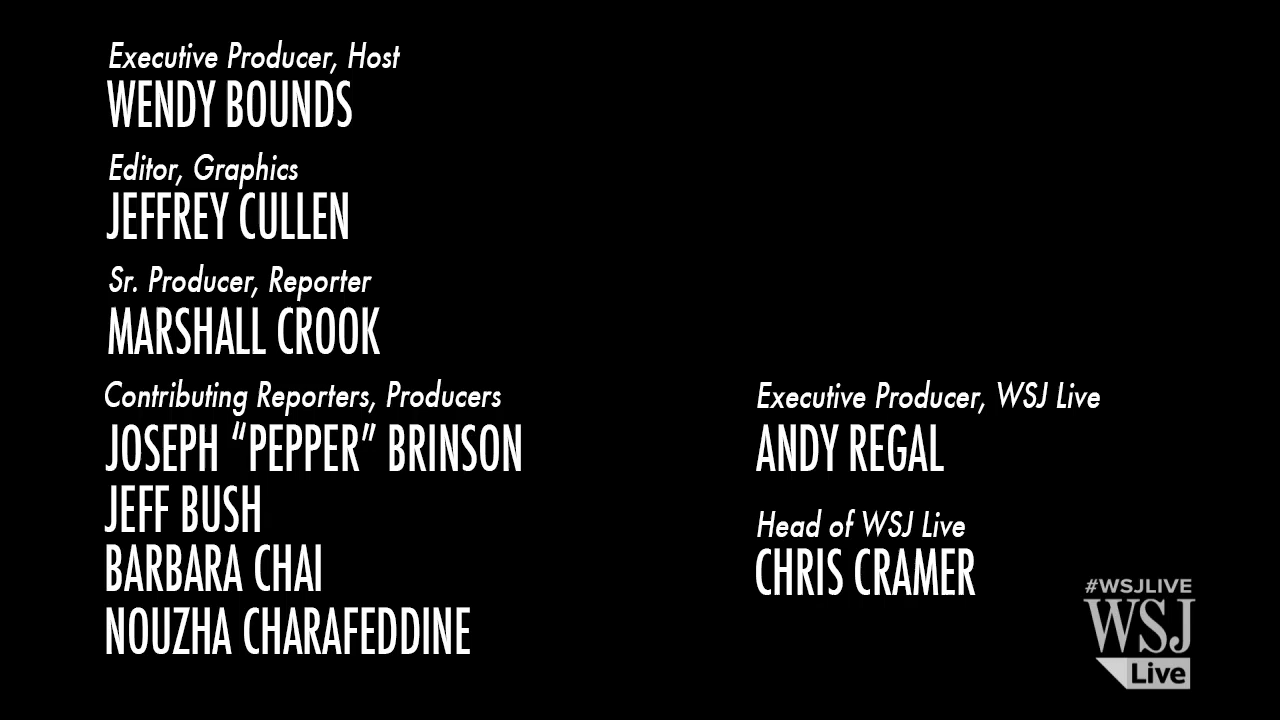 Executive Producer, Host
WENDY BOUNDS
Editor, Graphics
JEFFREY CULLEN
Sr. Producer, Reporter
MARSHALL CROOK
Contributing Reporters, Producers
JOSEPH “PEPPER” BRINSON
JEFF BUSH
BARBARA CHAI
NOUZHA CHARAFEDDINE
Executive Producer, WSJ Live
ANDY REGAL
Head of WSJ Live
CHRIS CRAMER
#WSJLIVE
WSJ
Live